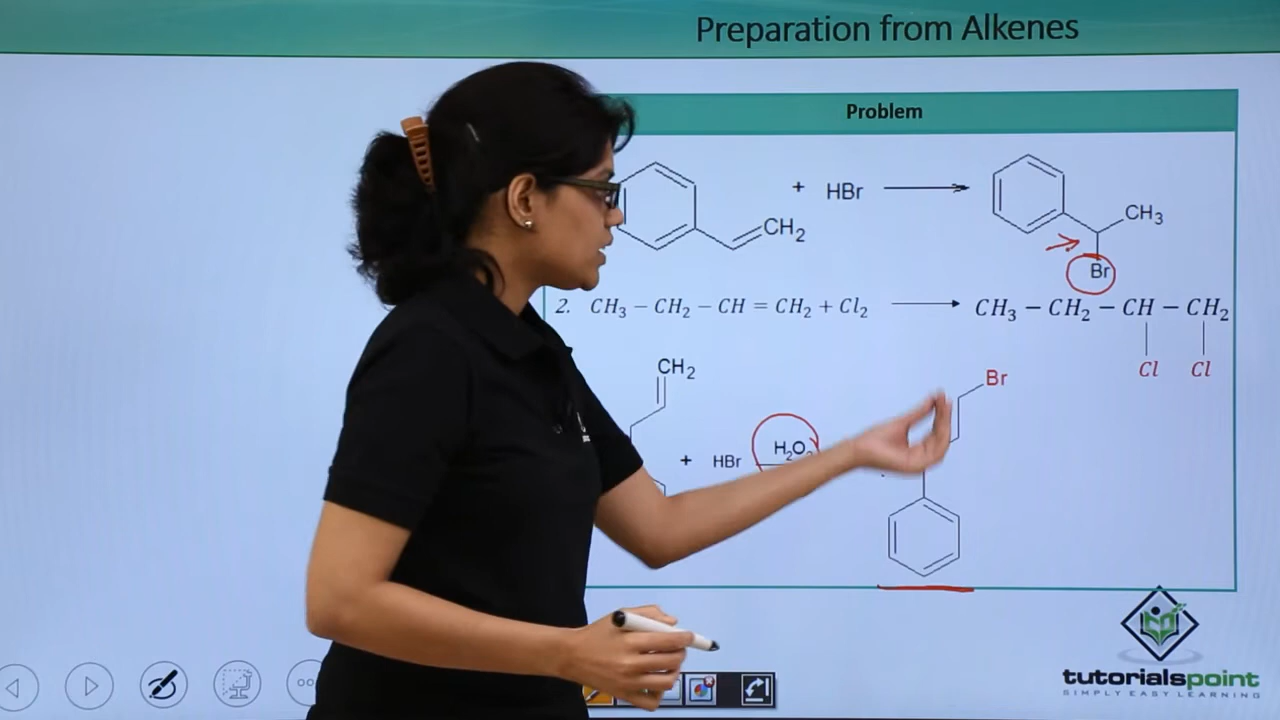 Preparation from Alkenes
Problem
CH₂ + HBr CH₃
Br
2. CH₃ − CH₂ − CH = CH₂ + Cl₂ CH₃ − CH₂ − CH − CH₂
Cl Cl
CH₂ Br
+ HBr H₂O
tutorialspoint
SIMPLY EASY LEARNING